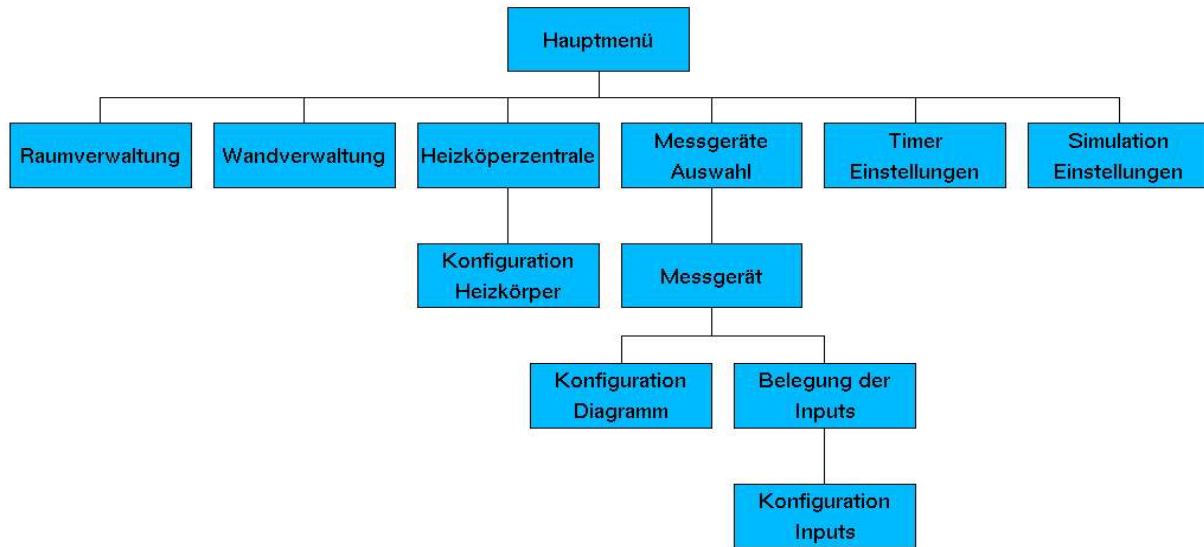 Hauptmenü
Raumverwaltung
Wandverwaltung
Heizköperzentrale
Messgeräte
Auswahl
Timer
Einstellungen
Simulation
Einstellungen
Konfiguration
Heizkörper
Messgerät
Konfiguration
Diagramm
Belegung der
Inputs
Konfiguration
Inputs